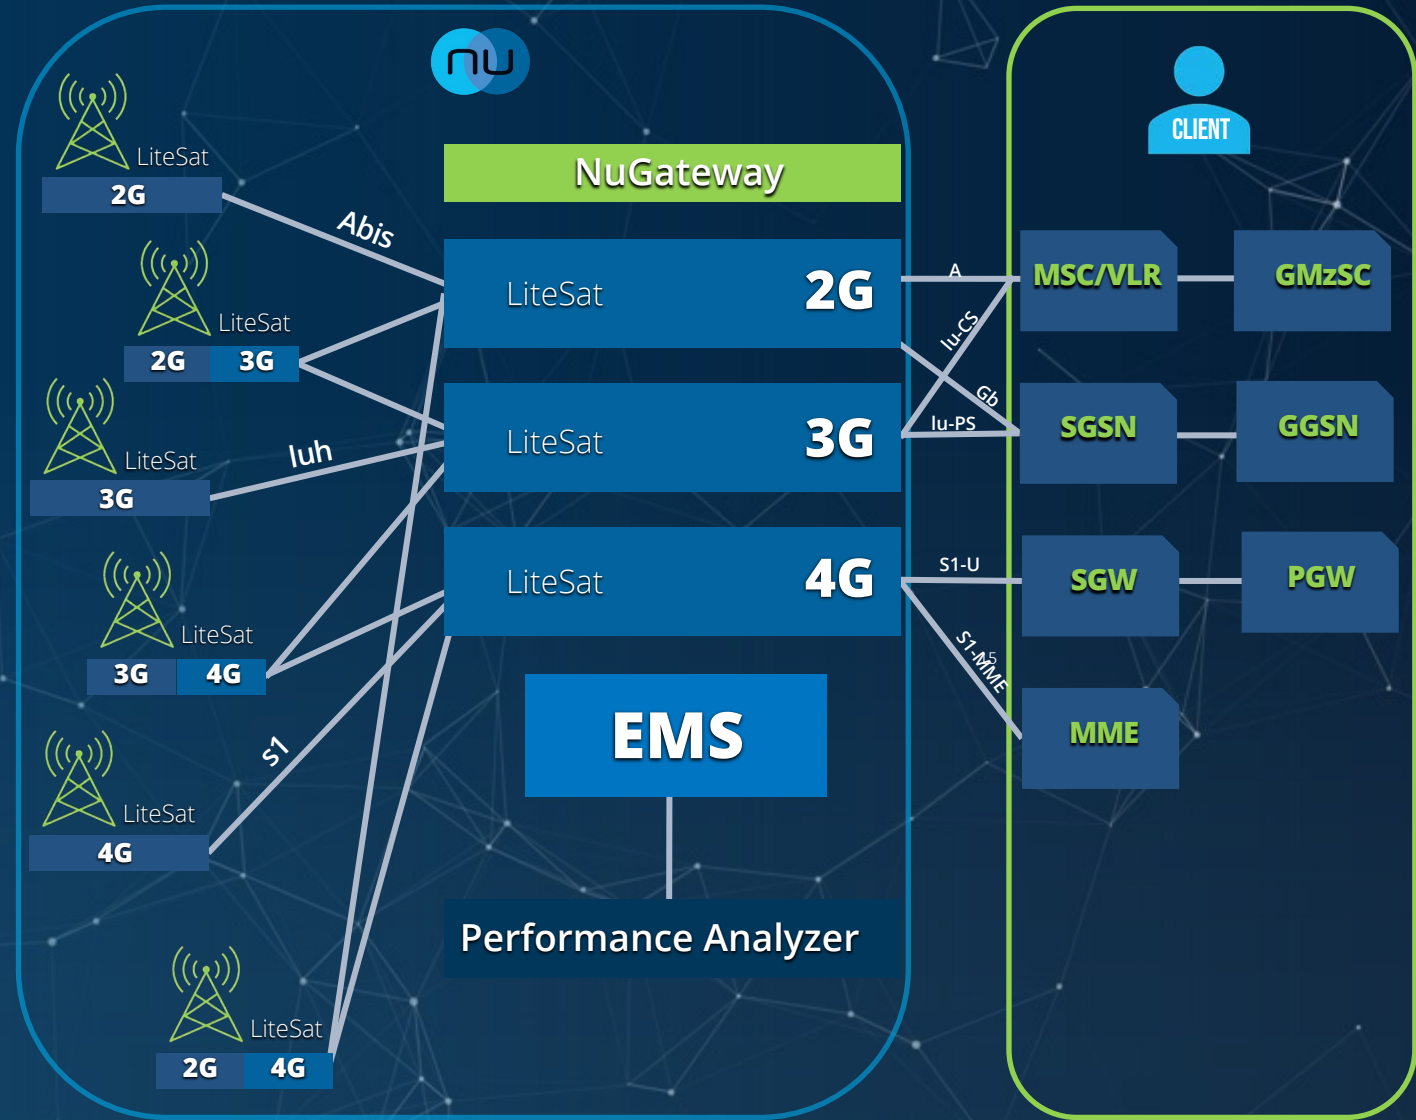 nu
CLIENT
NuGateway
LiteSat
2G
Abis
LiteSat
2G
3G
LiteSat
3G
Iuh
LiteSat
3G
4G
LiteSat
4G
S1
LiteSat
2G
4G
LiteSat
2G
LiteSat
3G
LiteSat
4G
EMS
Performance Analyzer
A
Iu-CS
Gb
Iu-PS
S1-U
S1-MME
15
MSC/VLR
GMzSC
SGSN
GGSN
SGW
PGW
MME